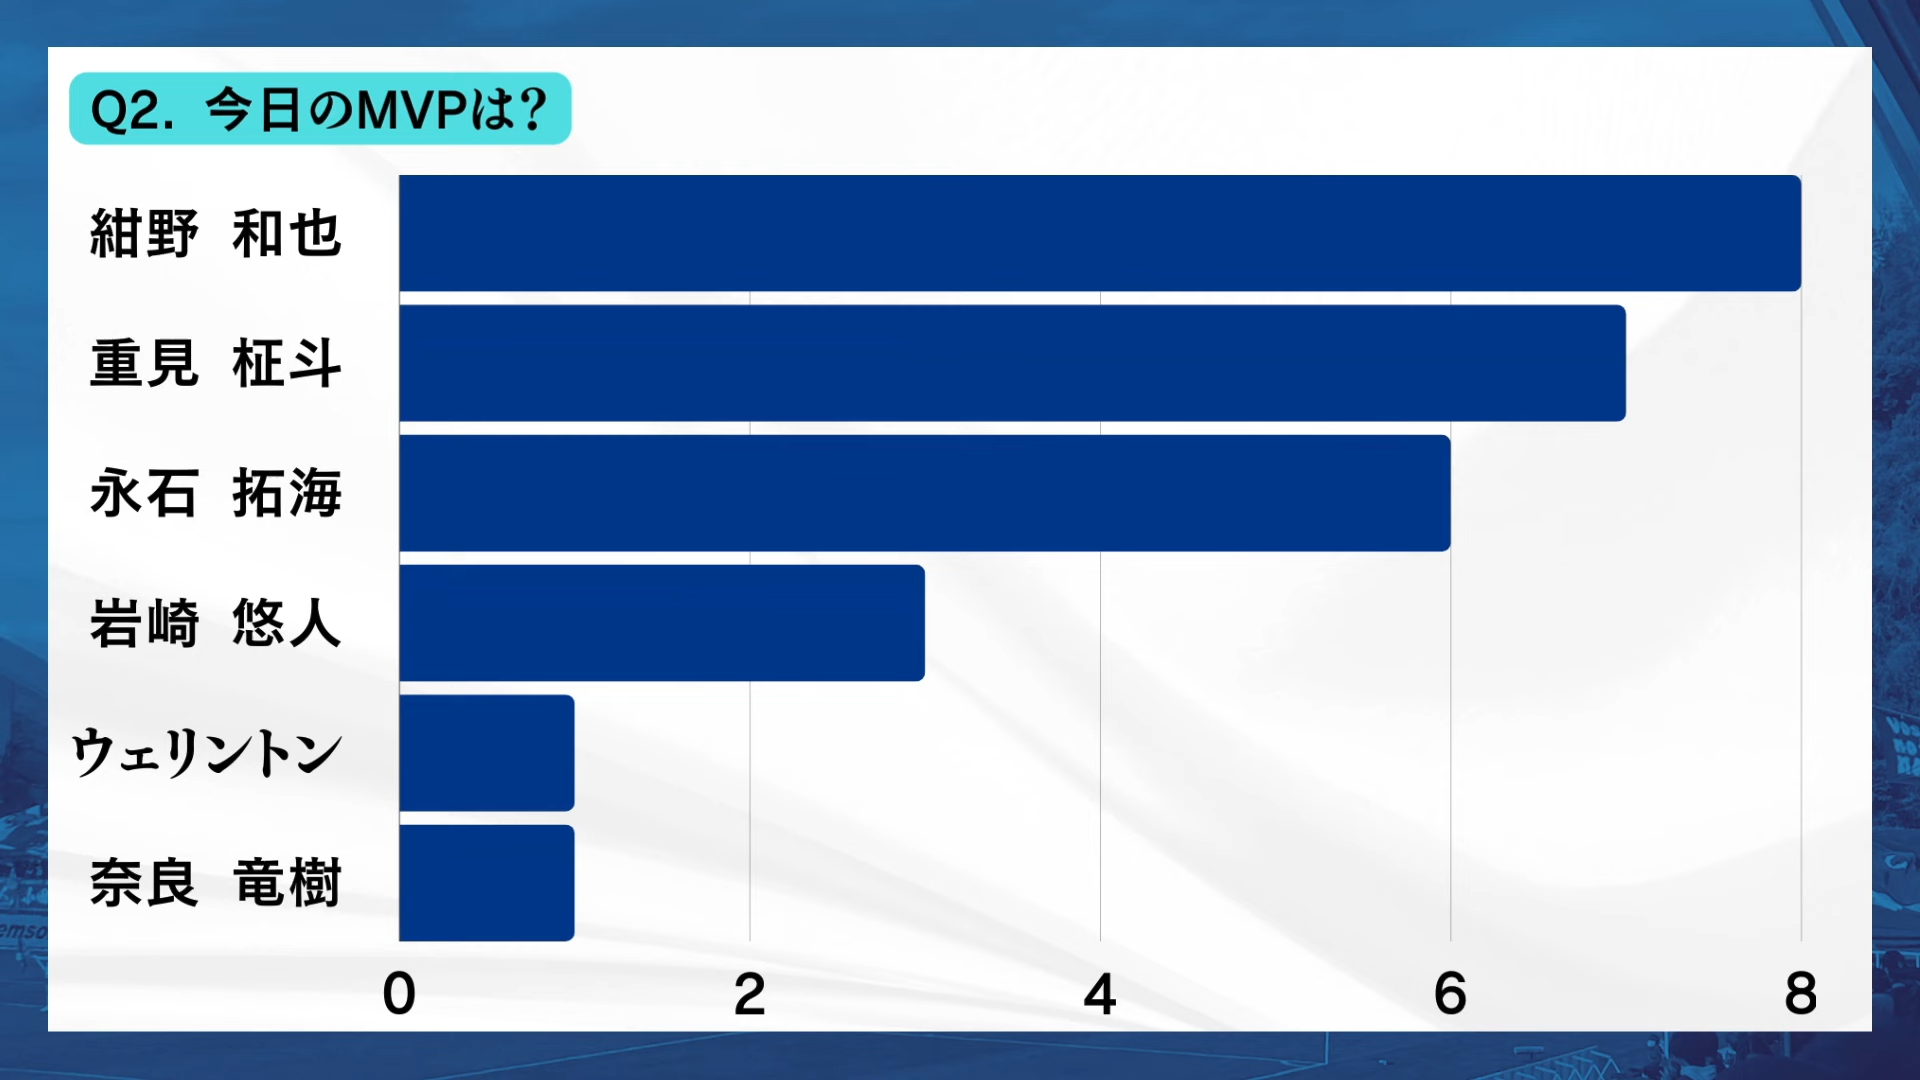 Q2. 今日のMVPは?
紺野 和也
重見 柾斗
永石 拓海
岩崎 悠人
ウェリントン
奈良 竜樹
0 2 4 6 8